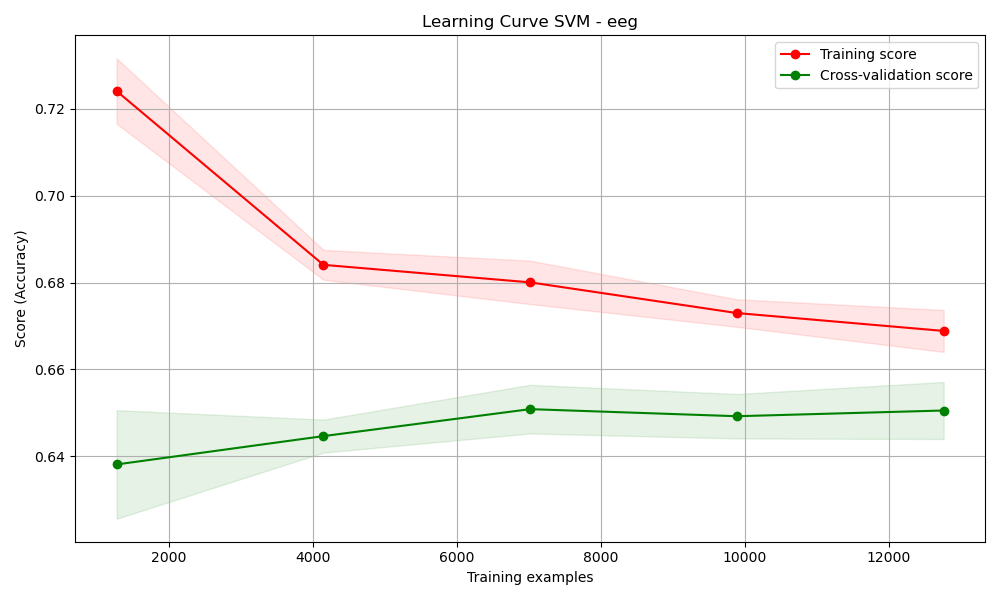 Learning Curve SVM - eeg
Training score
Cross-validation score
Score (Accuracy)
0.72
0.70
0.68
0.66
0.64
2000 4000 6000 8000 10000 12000
Training examples